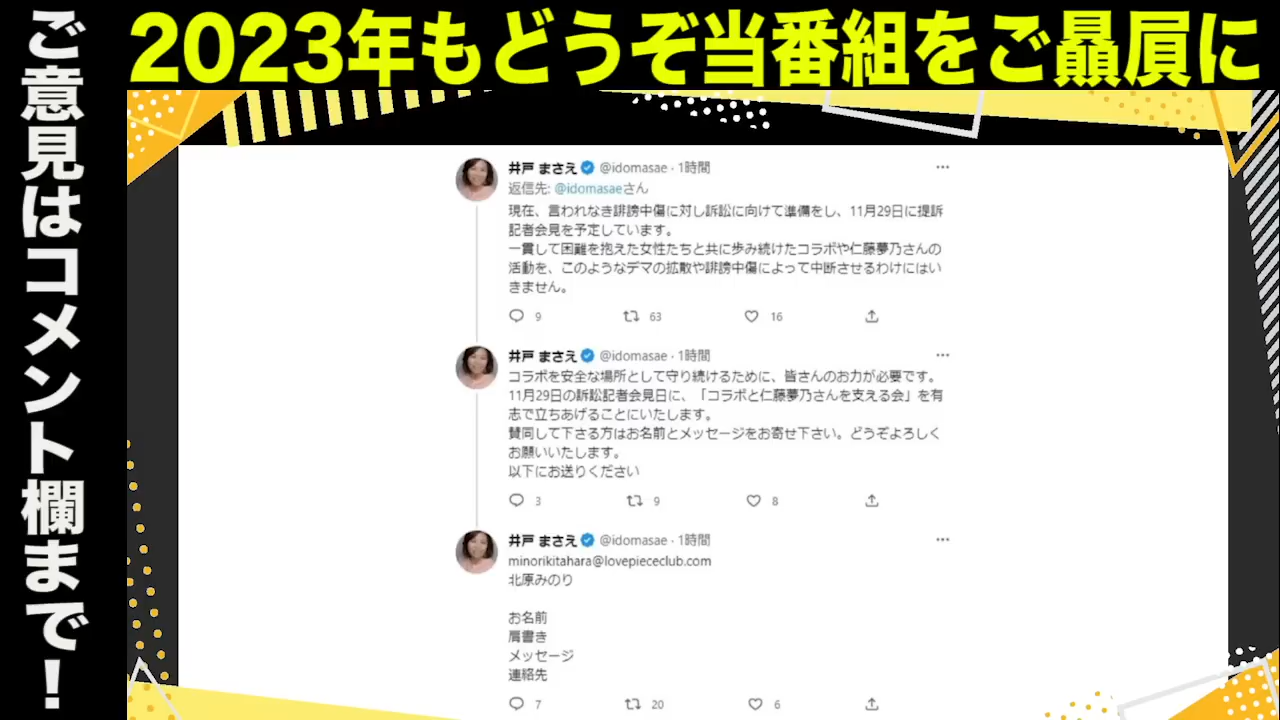 2023年もどうぞ当番組をご贔屓に
ご意見はコメント欄まで！
井戸 まさえ @idomasae · 1時間
返信先: @idomasaeさん
現在、言われなき誹謗中傷に対し訴訟に向けて準備をし、11月29日に提訴
記者会見を予定しています。
一貫して困難を抱えた女性たちと共に歩み続けたコラボや仁藤夢乃さんの
活動を、このようなデマの拡散や誹謗中傷によって中断させるわけにはい
きません。
9 63 16
井戸 まさえ @idomasae · 1時間
コラボを安全な場所として守り続けるために、皆さんのお力が必要です。
11月29日の訴訟記者会見日に、「コラボと仁藤夢乃さんを支える会」を有
志で立ちあげることにいたします。
賛同して下さる方はお名前とメッセージをお寄せ下さい。どうぞよろしく
お願いいたします。
以下にお送りください
3 9 8
井戸 まさえ @idomasae · 1時間
minorikitahara@lovepiececlub.com
北原みのり
お名前
肩書き
メッセージ
連絡先
7 20 6